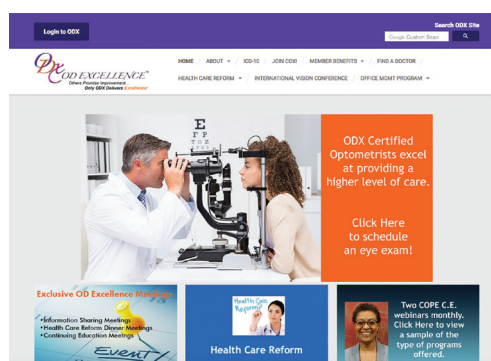 Login to ODX
Search ODX Site
Google Custom Sear
OD EXCELLENCE
Others Promise Improvement
Only ODX Delivers Excellence!
HOME / ABOUT / ICD-10 / JOIN ODX! / MEMBER BENEFITS / FIND A DOCTOR /
HEALTH CARE REFORM / INTERNATIONAL VISION CONFERENCE / OFFICE MGMT PROGRAM
E
F P
T O Z
ODX Certified
Optometrists excel
at providing a
higher level of care.
Click Here
to schedule
an eye exam!
Exclusive OD Excellence Meetings
•Information Sharing Meetings
•Health Care Reform Dinner Meetings
•Continuing Education Meetings
Event
Health Care
Reform?
Health Care Reform
Two COPE C.E.
webinars monthly.
Click Here to view
a sample of the
type of programs
offered.